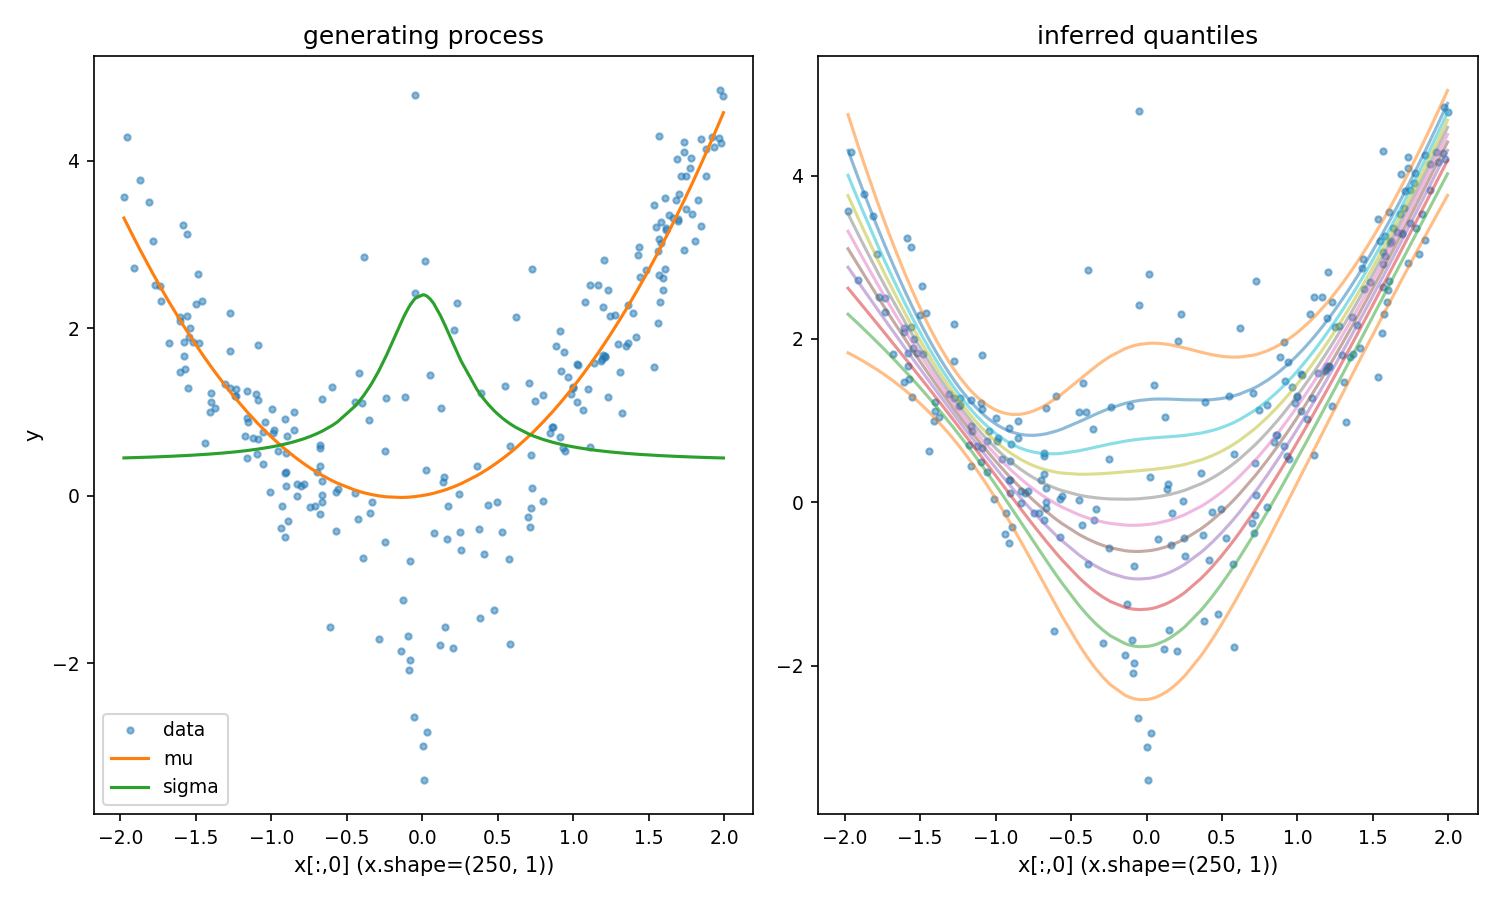 generating process
4
2
0
−2
y
data
mu
sigma
−2.0 −1.5 −1.0 −0.5 0.0 0.5 1.0 1.5 2.0
x[:,0] (x.shape=(250, 1))
inferred quantiles
4
2
0
−2
−2.0 −1.5 −1.0 −0.5 0.0 0.5 1.0 1.5 2.0
x[:,0] (x.shape=(250, 1))